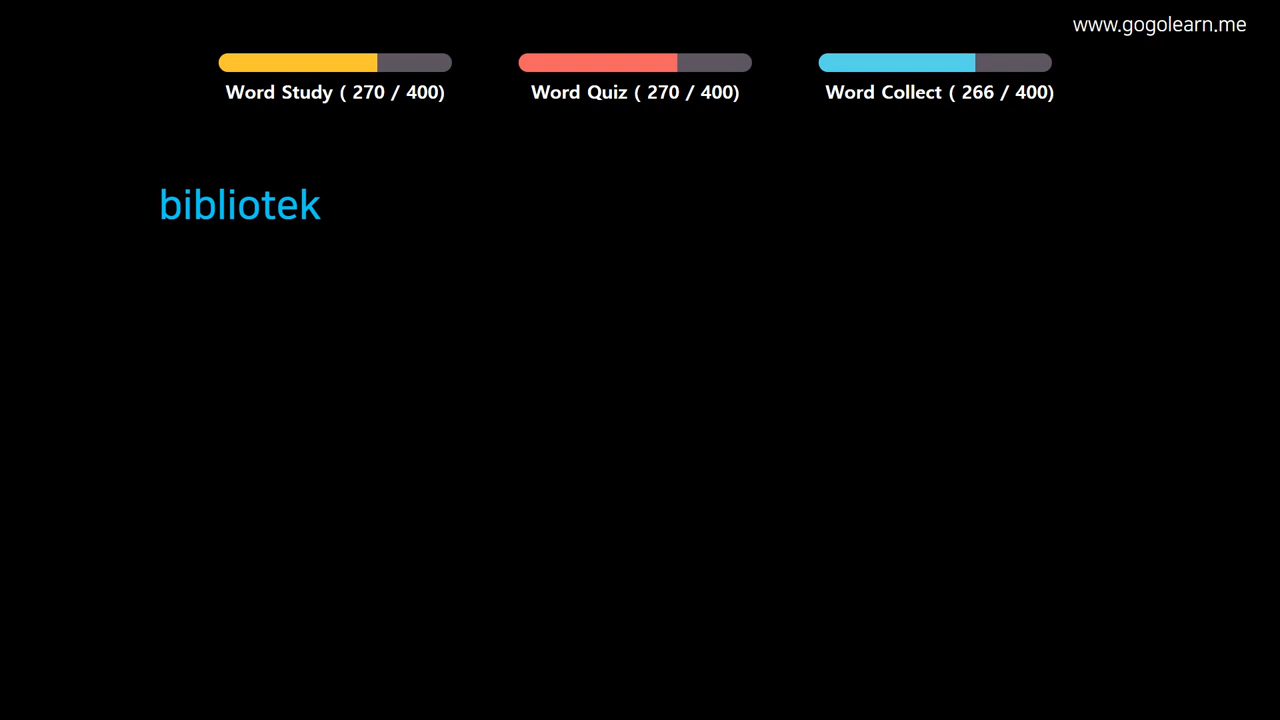 www.gogolearn.me
Word Study ( 270 / 400)
Word Quiz ( 270 / 400)
Word Collect ( 266 / 400)
bibliotek